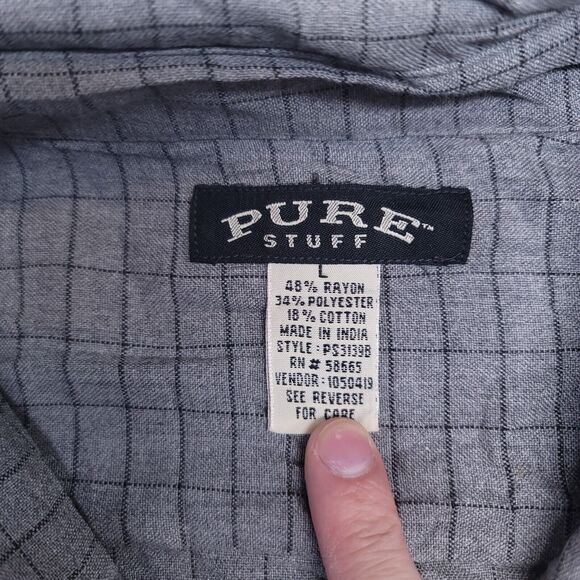 PURE™
STUFF
L
48% RAYON
34% POLYESTER
18% COTTON
MADE IN INDIA
STYLE: PS3139B
RN # 58665
VENDOR: 1050419
SEE REVERSE
FOR CARE